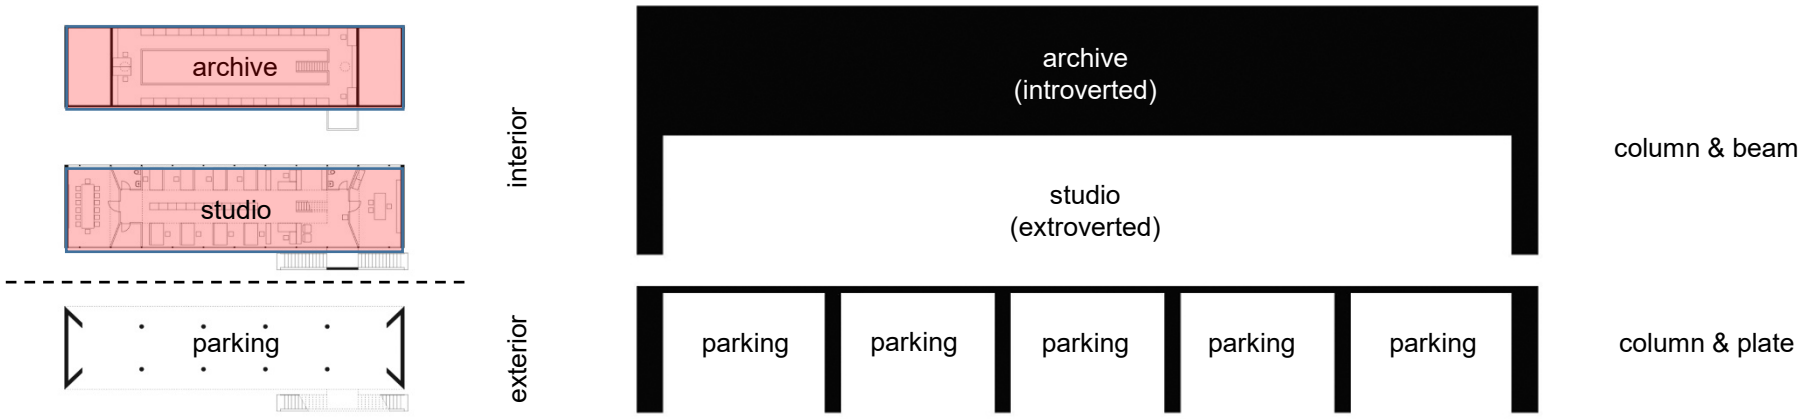 archive
studio
parking
interior
exterior
archive
(introverted)
studio
(extroverted)
parking
parking
parking
parking
parking
column & beam
column & plate